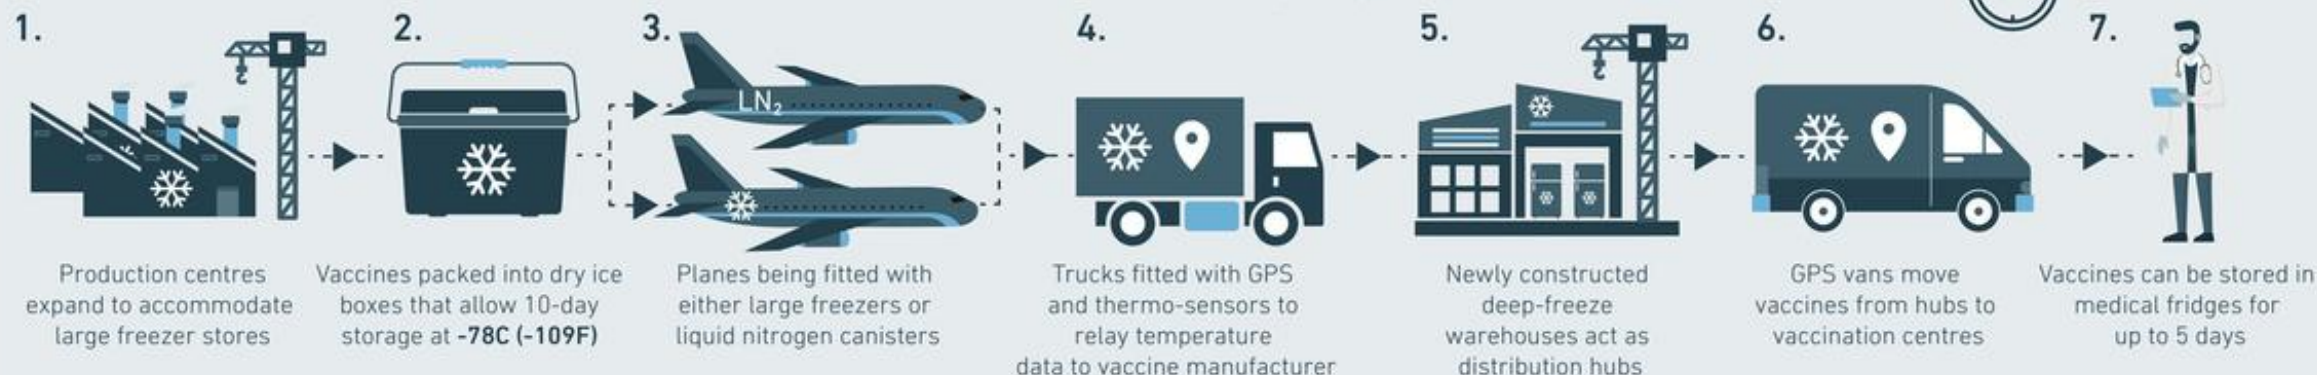 1.
Production centres
expand to accommodate
large freezer stores
2.
Vaccines packed into dry ice
boxes that allow 10-day
storage at -78C (-109F)
3.
LN₂
Planes being fitted with
either large freezers or
liquid nitrogen canisters
4.
Trucks fitted with GPS
and thermo-sensors to
relay temperature
data to vaccine manufacturer
5.
Newly constructed
deep-freeze
warehouses act as
distribution hubs
6.
GPS vans move
vaccines from hubs to
vaccination centres
7.
Vaccines can be stored in
medical fridges for
up to 5 days